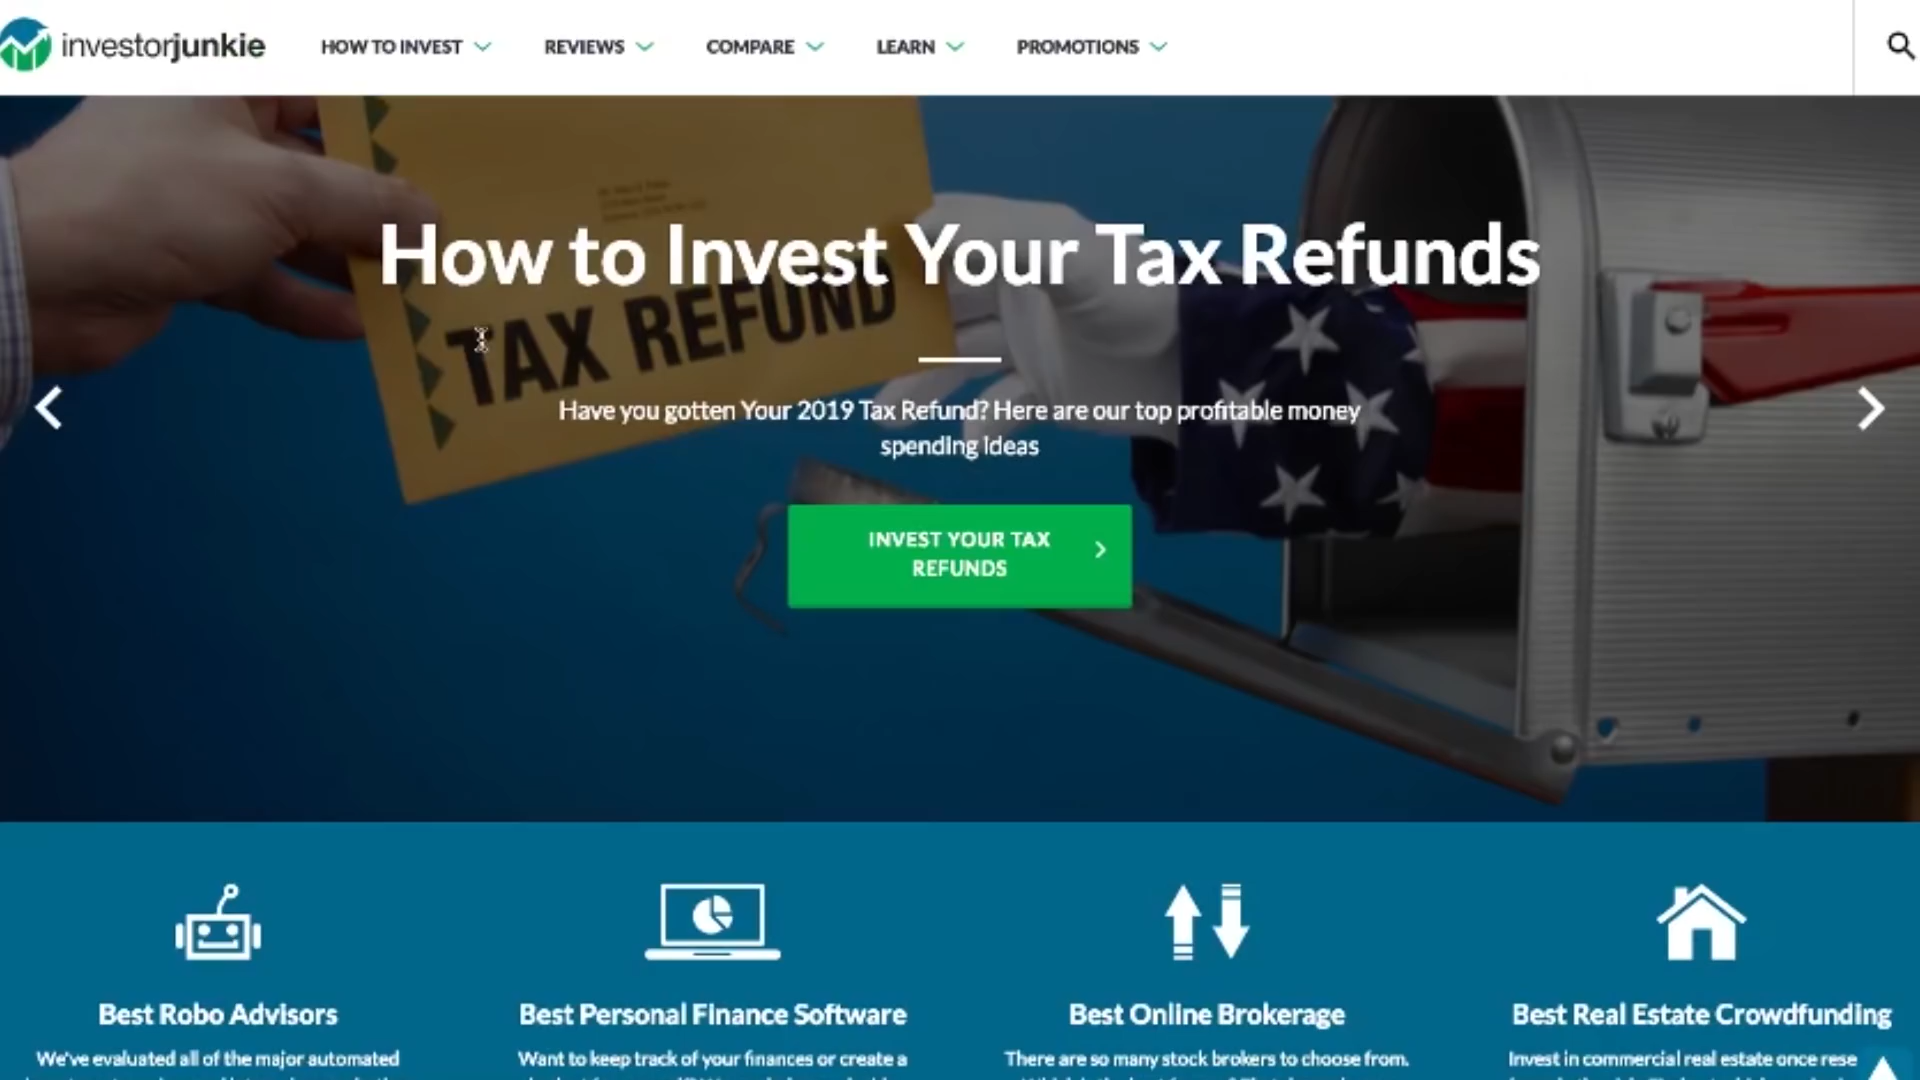 investorjunkie
HOW TO INVEST
REVIEWS
COMPARE
LEARN
PROMOTIONS
How to Invest Your Tax Refunds
TAX REFUND
Have you gotten Your 2019 Tax Refund? Here are our top profitable money
spending ideas
INVEST YOUR TAX
REFUNDS
Best Robo Advisors
We've evaluated all of the major automated
Best Personal Finance Software
Want to keep track of your finances or create a
Best Online Brokerage
There are so many stock brokers to choose from.
Best Real Estate Crowdfunding
Invest in commercial real estate once